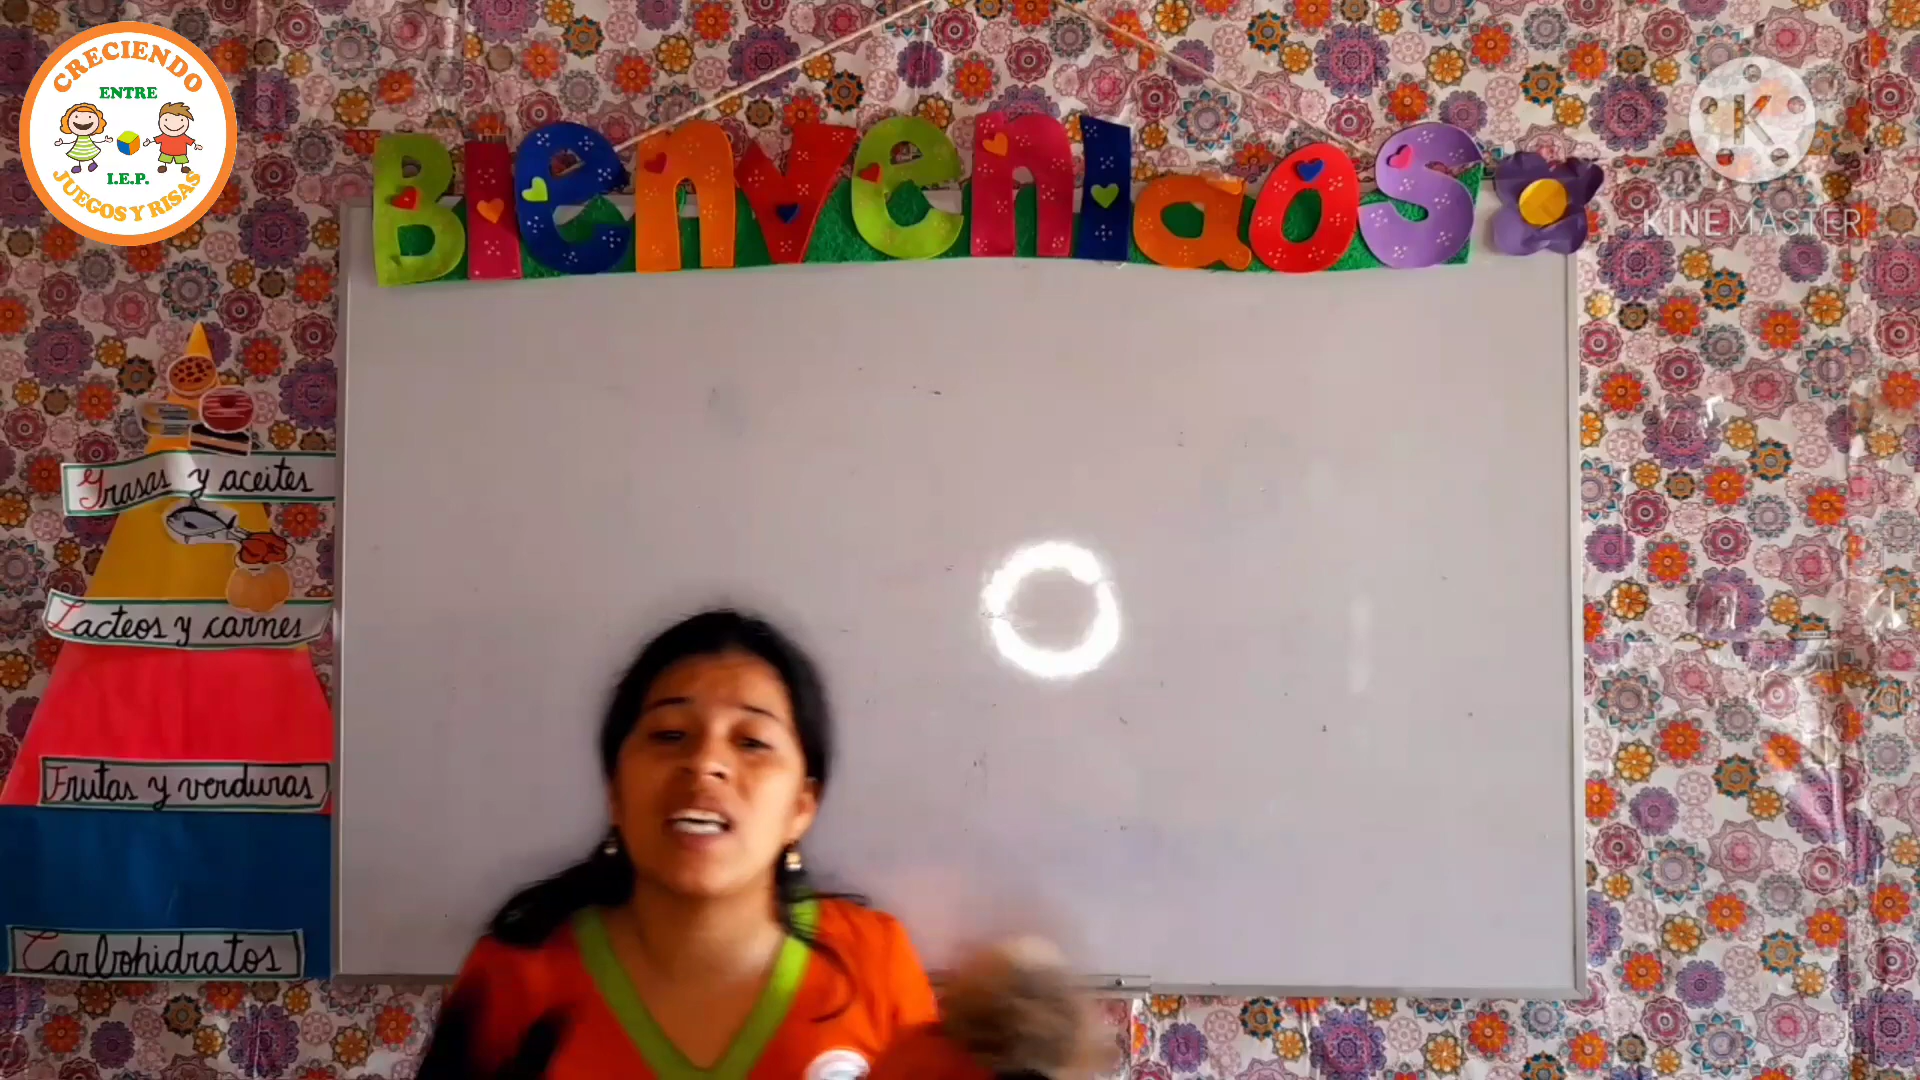 CRECIENDO
ENTRE
I.E.P.
JUEGOS Y RISAS
BIenvenIdos
KINEMASTER
Grasas y aceites
Lacteos y carnes
Frutas y verduras
Carbohidratos